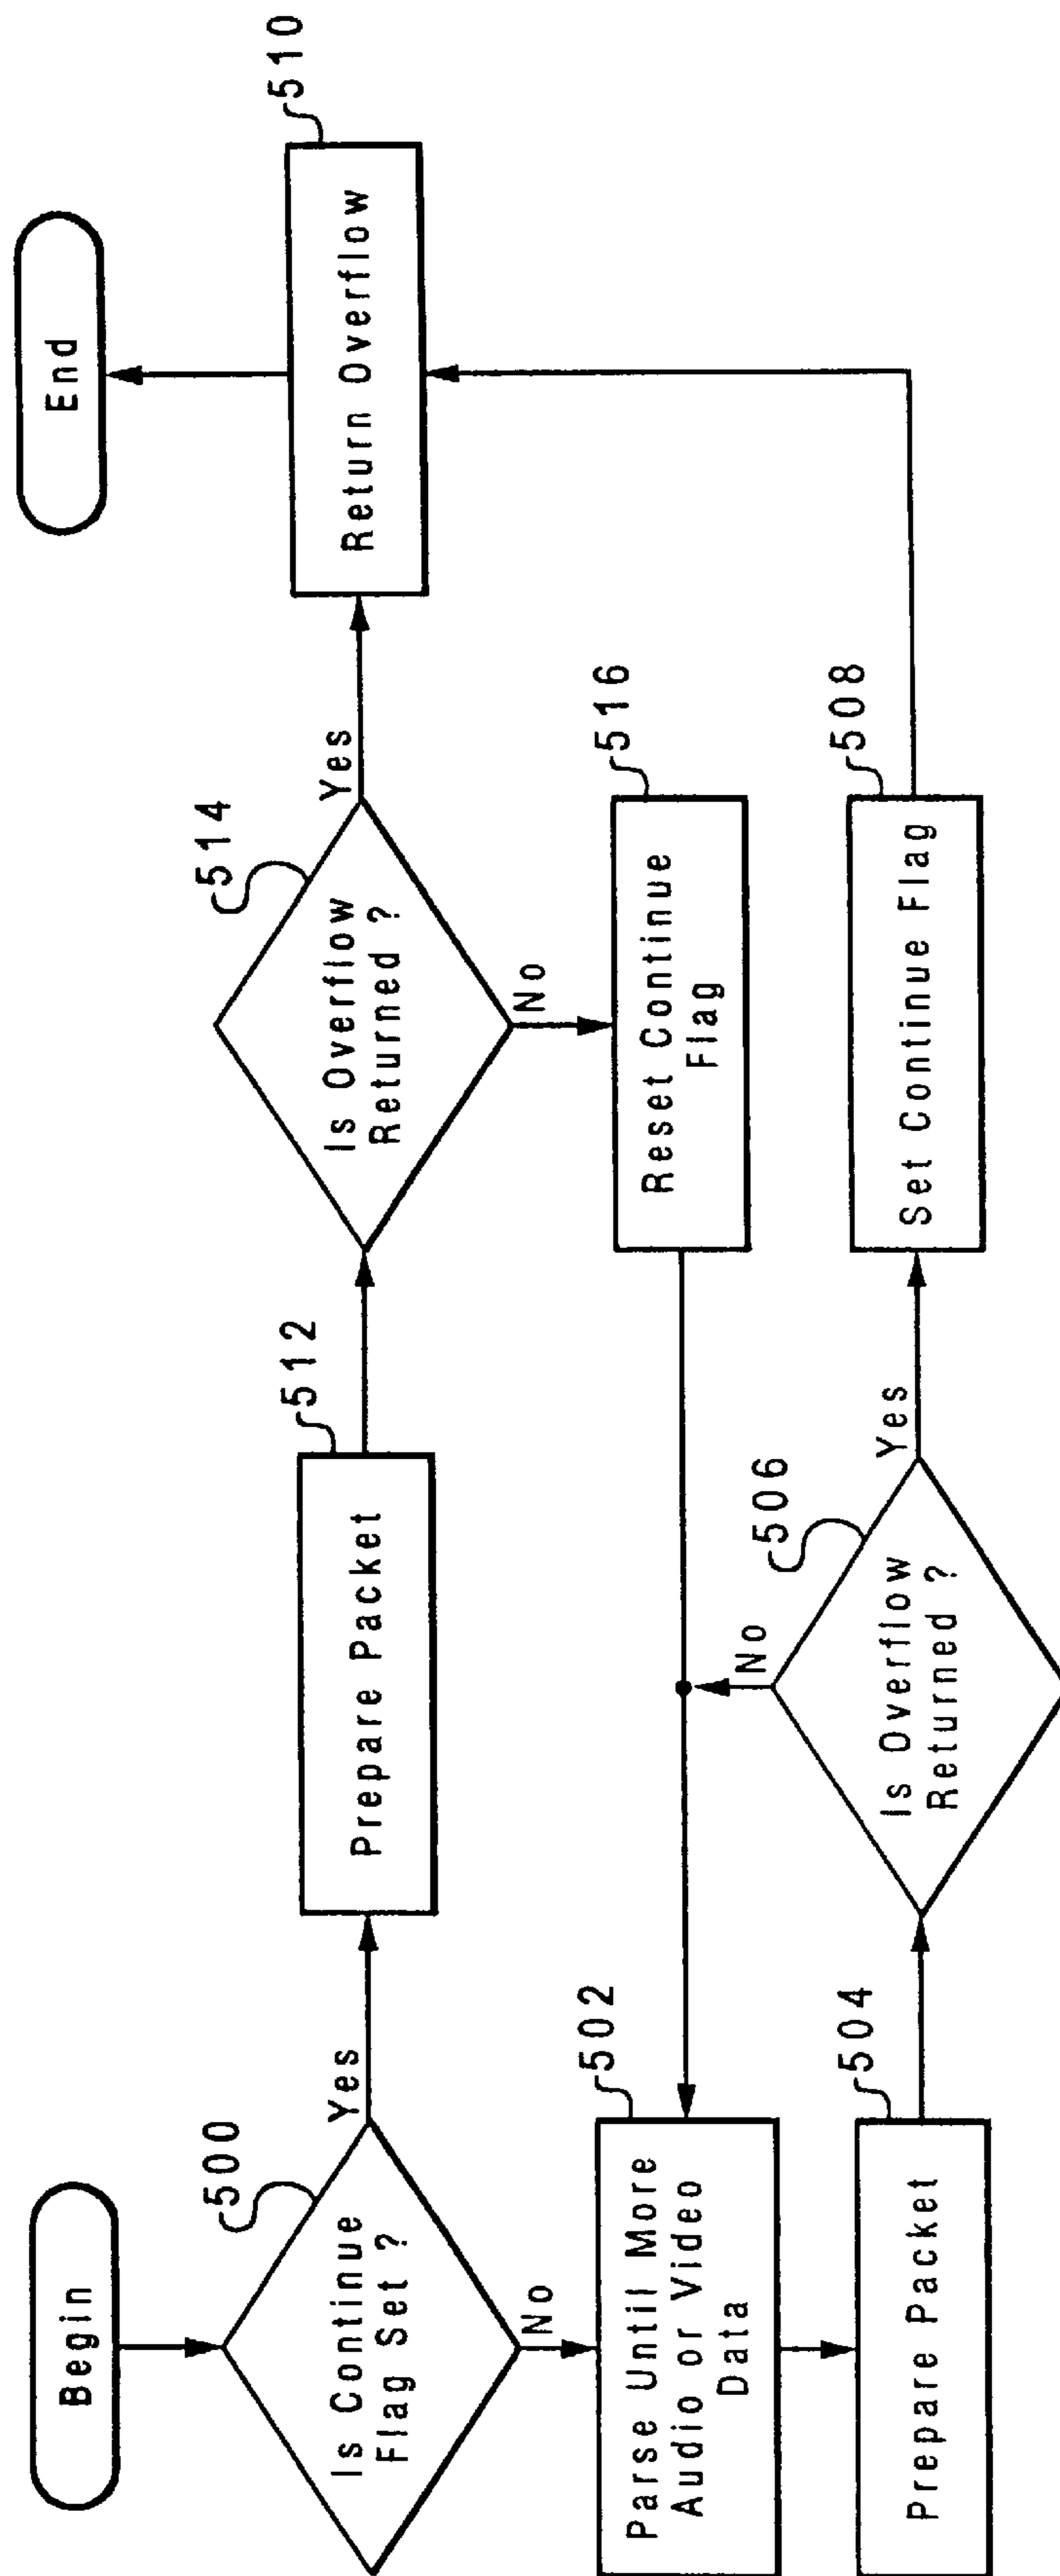 Begin
500
Is Continue
Flag Set ?
Yes
No
512
Prepare Packet
514
Is Overflow
Returned ?
Yes
No
510
Return Overflow
End
516
Reset Continue
Flag
502
Parse Until More
Audio or Video
Data
504
Prepare Packet
506
Is Overflow
Returned ?
No
Yes
508
Set Continue Flag